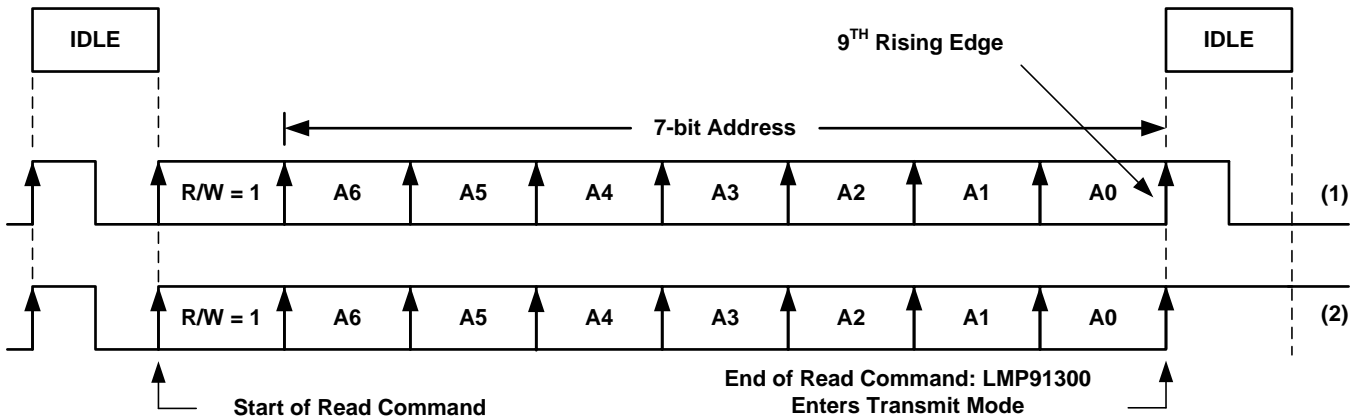 IDLE
9TH Rising Edge
IDLE
7-bit Address
R/W = 1 A6 A5 A4 A3 A2 A1 A0 (1)
R/W = 1 A6 A5 A4 A3 A2 A1 A0 (2)
Start of Read Command
End of Read Command: LMP91300
Enters Transmit Mode